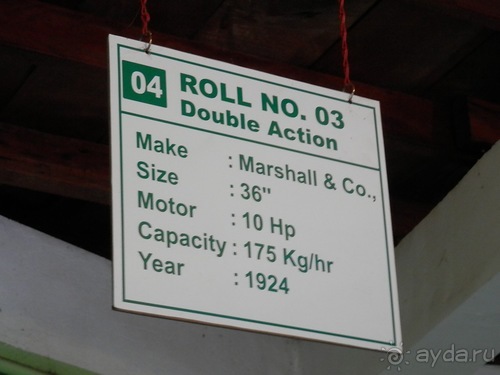 04 ROLL NO. 03
Double Action
Make : Marshall & Co.,
Size : 36"
Motor : 10 Hp
Capacity : 175 Kg/hr
Year : 1924
ayda.ru